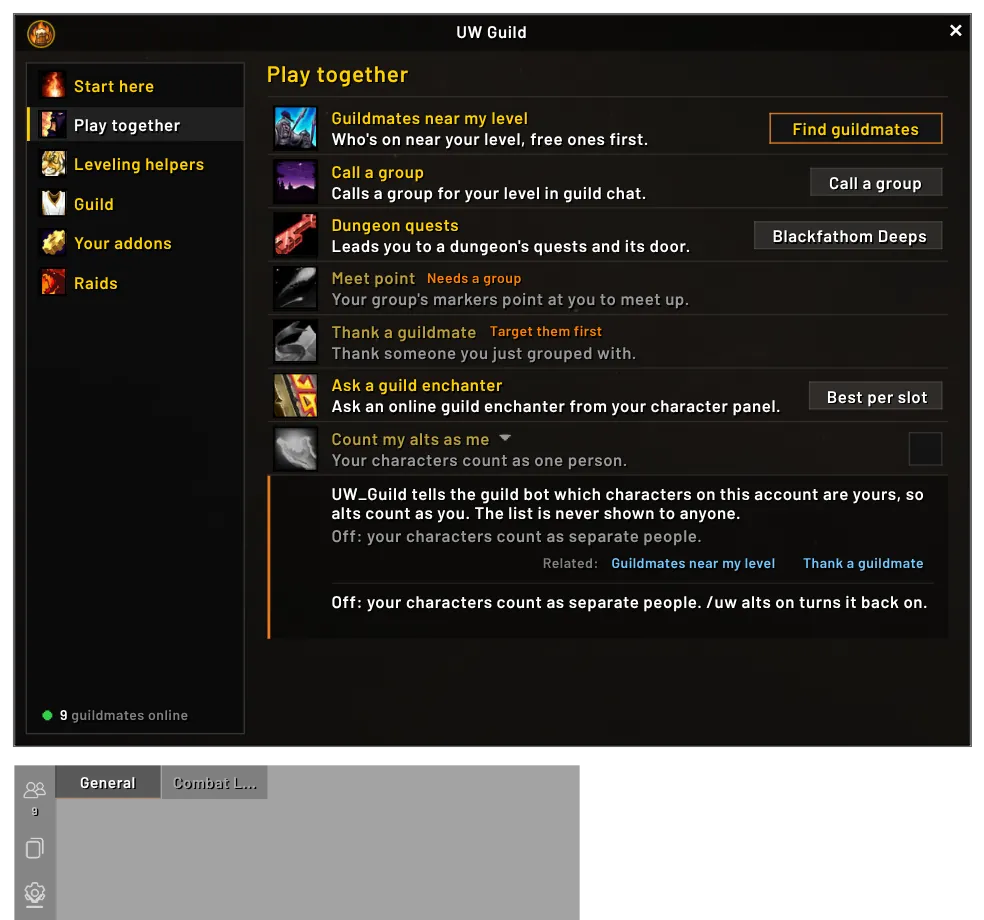 UW Guild
Start here
Play together
Leveling helpers
Guild
Your addons
Raids
9 guildmates online
Play together
Guildmates near my level
Who's on near your level, free ones first.
Find guildmates
Call a group
Calls a group for your level in guild chat.
Call a group
Dungeon quests
Leads you to a dungeon's quests and its door.
Blackfathom Deeps
Meet point Needs a group
Your group's markers point at you to meet up.
Thank a guildmate Target them first
Thank someone you just grouped with.
Ask a guild enchanter
Ask an online guild enchanter from your character panel.
Best per slot
Count my alts as me
Your characters count as one person.
UW_Guild tells the guild bot which characters on this account are yours, so
alts count as you. The list is never shown to anyone.
Off: your characters count as separate people.
Related: Guildmates near my level Thank a guildmate
Off: your characters count as separate people. /uw alts on turns it back on.
General Combat L...
9